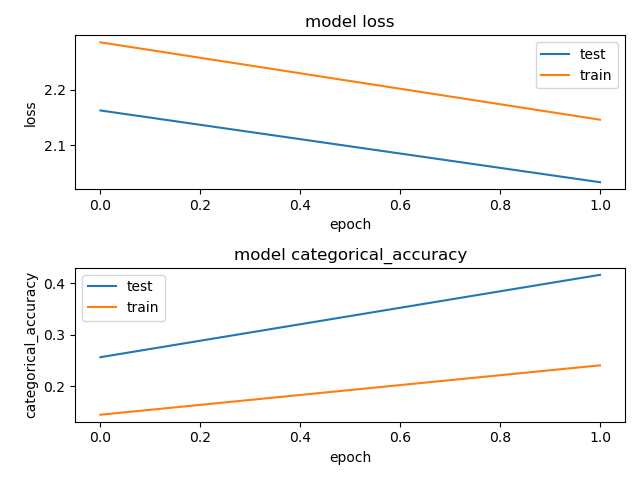 model loss
test
train
2.2
2.1
loss
0.0 0.2 0.4 0.6 0.8 1.0
epoch
model categorical_accuracy
test
train
0.4
0.3
0.2
categorical_accuracy
0.0 0.2 0.4 0.6 0.8 1.0
epoch